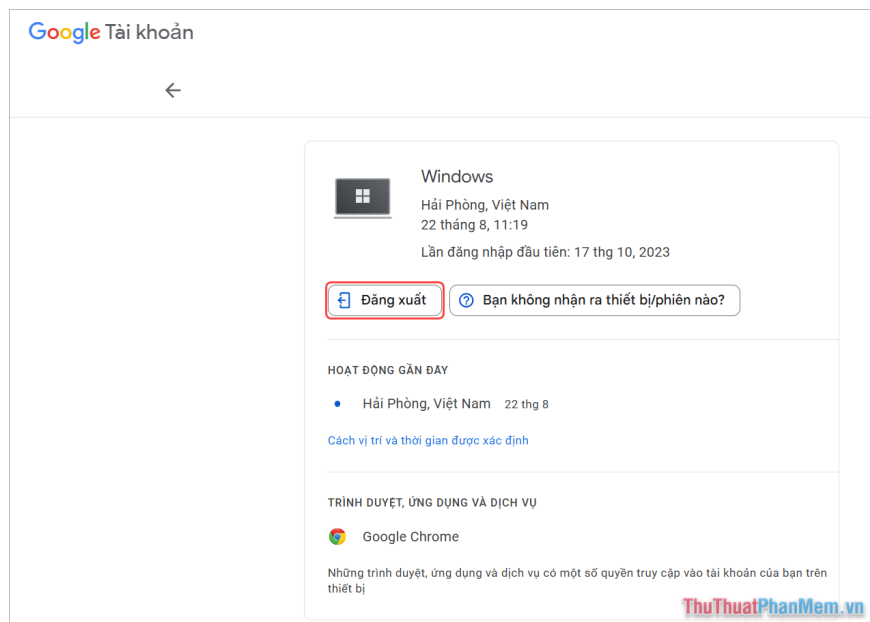 Google Tài khoản
Windows
Hải Phòng, Việt Nam
22 tháng 8, 11:19
Lần đăng nhập đầu tiên: 17 thg 10, 2023
Đăng xuất
Bạn không nhận ra thiết bị/phiên nào?
HOẠT ĐỘNG GẦN ĐÂY
Hải Phòng, Việt Nam 22 thg 8
Cách vị trí và thời gian được xác định
TRÌNH DUYỆT, ỨNG DỤNG VÀ DỊCH VỤ
Google Chrome
Những trình duyệt, ứng dụng và dịch vụ có một số quyền truy cập vào tài khoản của bạn trên
thiết bị
ThuThuatPhanMem.vn